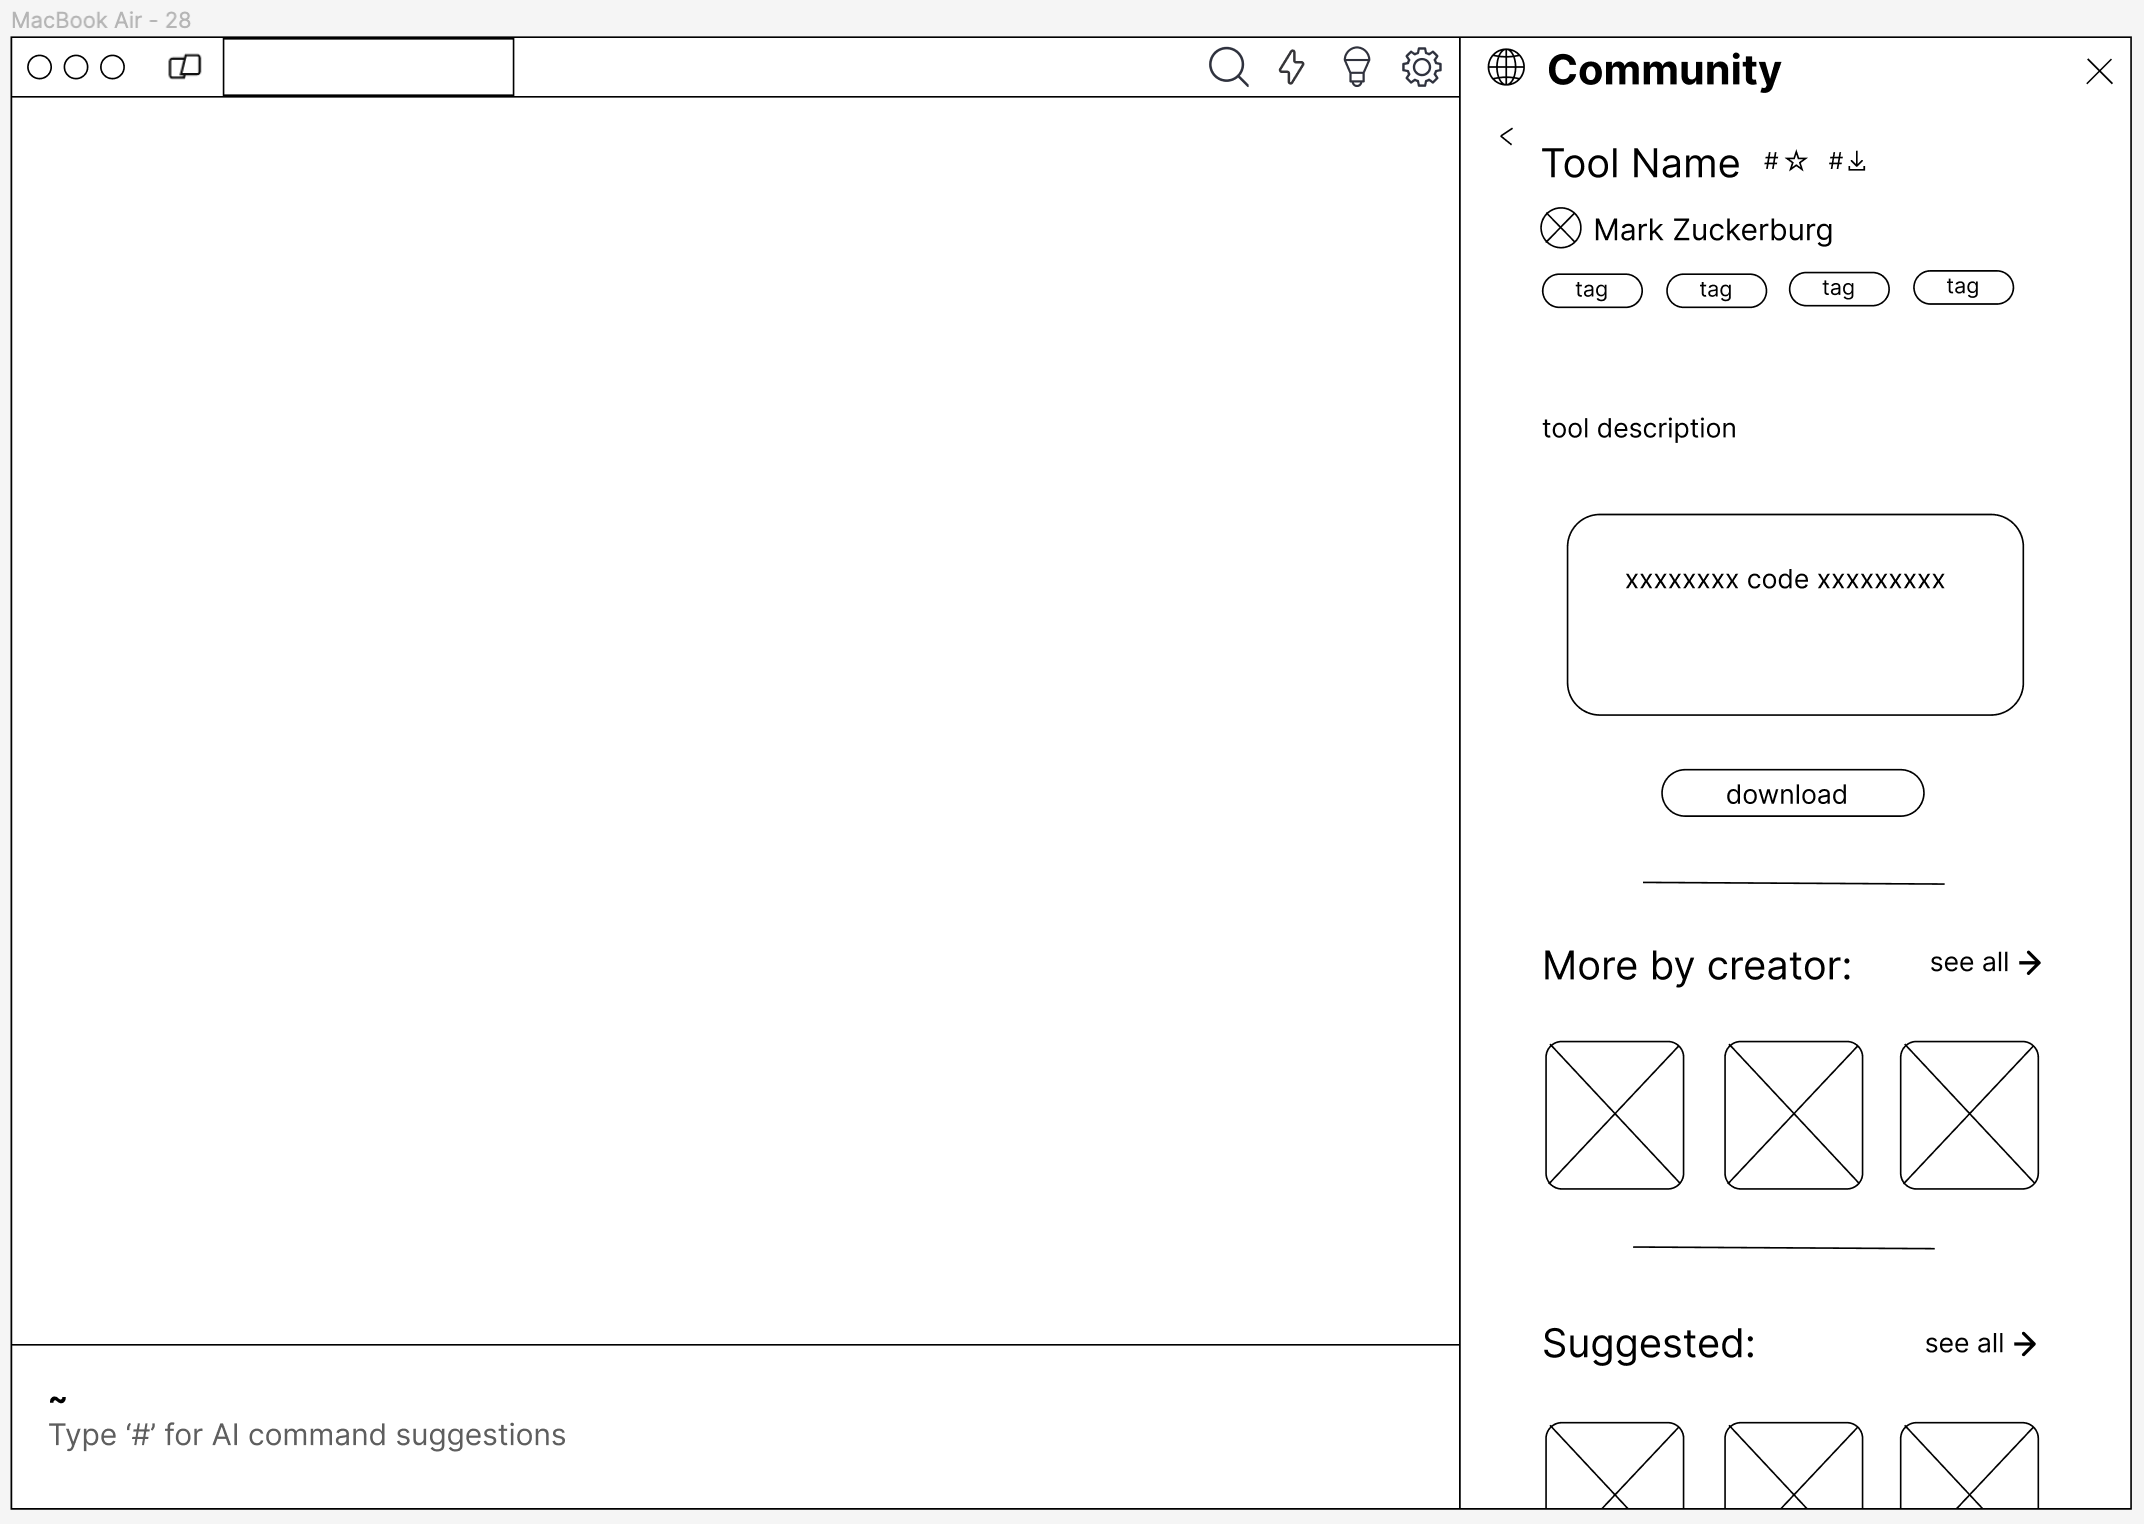 MacBook Air - 28
Community
<
Tool Name # #
Mark Zuckerburg
tag tag tag tag
tool description
xxxxxxxx code xxxxxxxxx
download
More by creator: see all
Suggested: see all
~
Type ‘#’ for AI command suggestions